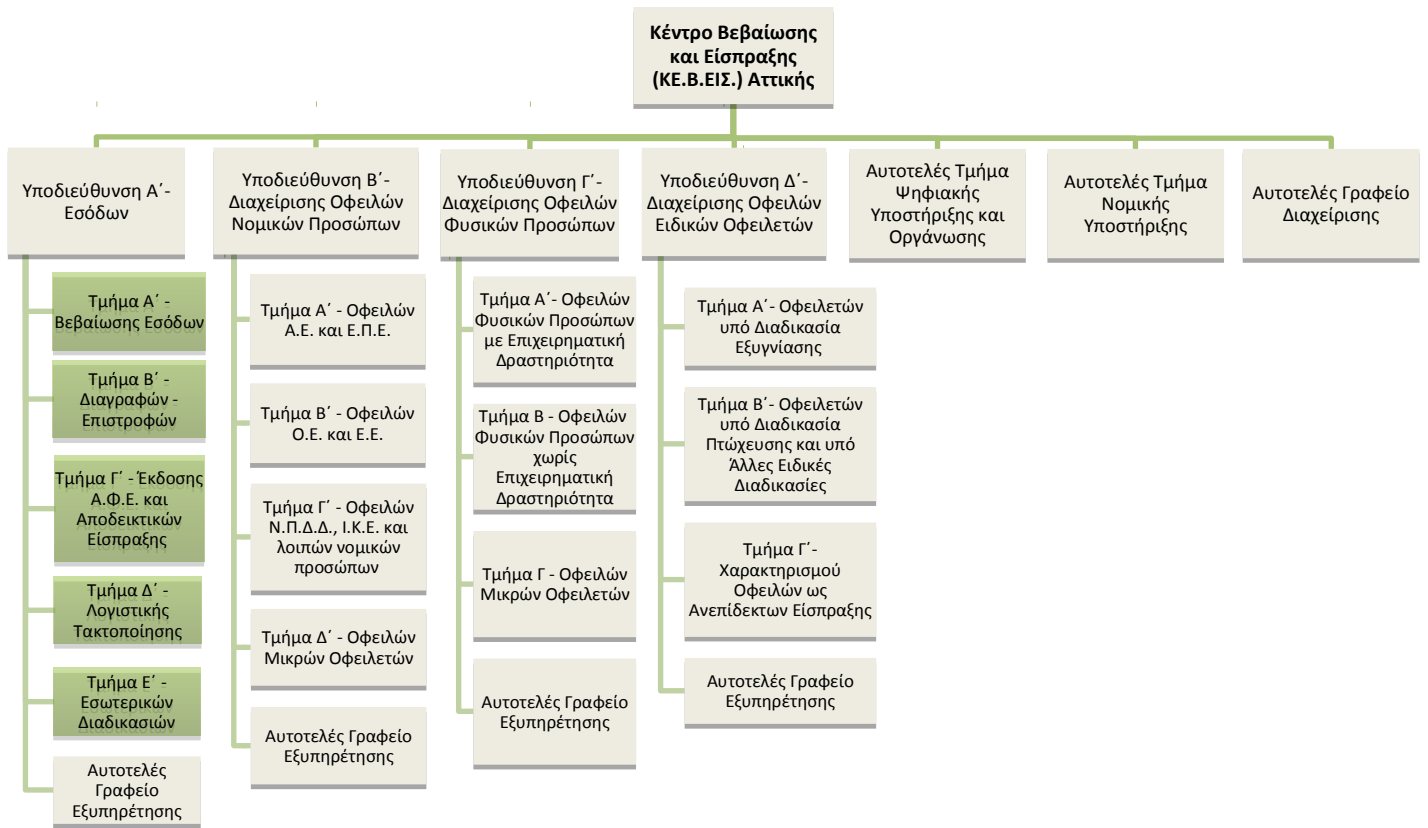 Κέντρο Βεβαίωσης
και Είσπραξης
(ΚΕ.Β.ΕΙΣ.) Αττικής
Υποδιεύθυνση Α΄-
Εσόδων
Τμήμα Α΄ -
Βεβαίωσης Εσόδων
Τμήμα Β΄ -
Διαγραφών -
Επιστροφών
Τμήμα Γ΄ - Έκδοσης
Α.Φ.Ε. και
Αποδεικτικών
Είσπραξης
Τμήμα Δ΄ -
Λογιστικής
Τακτοποίησης
Τμήμα Ε΄ -
Εσωτερικών
Διαδικασιών
Αυτοτελές
Γραφείο
Εξυπηρέτησης
Υποδιεύθυνση Β΄-
Διαχείρισης Οφειλών
Νομικών Προσώπων
Τμήμα Α΄ - Οφειλών
Α.Ε. και Ε.Π.Ε.
Τμήμα Β΄ - Οφειλών
Ο.Ε. και Ε.Ε.
Τμήμα Γ΄ - Οφειλών
Ν.Π.Δ.Δ., Ι.Κ.Ε. και
λοιπών νομικών
προσώπων
Τμήμα Δ΄ - Οφειλών
Μικρών Οφειλετών
Αυτοτελές Γραφείο
Εξυπηρέτησης
Υποδιεύθυνση Γ΄-
Διαχείρισης Οφειλών
Φυσικών Προσώπων
Τμήμα Α΄- Οφειλών
Φυσικών Προσώπων
με Επιχειρηματική
Δραστηριότητα
Τμήμα Β - Οφειλών
Φυσικών Προσώπων
χωρίς
Επιχειρηματική
Δραστηριότητα
Τμήμα Γ - Οφειλών
Μικρών Οφειλετών
Αυτοτελές Γραφείο
Εξυπηρέτησης
Υποδιεύθυνση Δ΄-
Διαχείρισης Οφειλών
Ειδικών Οφειλετών
Τμήμα Α΄- Οφειλετών
υπό Διαδικασία
Εξυγνίασης
Τμήμα Β΄- Οφειλετών
υπό Διαδικασία
Πτώχευσης και υπό
Άλλες Ειδικές
Διαδικασίες
Τμήμα Γ΄-
Χαρακτηρισμού
Οφειλών ως
Ανεπίδεκτων Είσπραξης
Αυτοτελές Γραφείο
Εξυπηρέτησης
Αυτοτελές Τμήμα
Ψηφιακής
Υποστήριξης και
Οργάνωσης
Αυτοτελές Τμήμα
Νομικής
Υποστήριξης
Αυτοτελές Γραφείο
Διαχείρισης